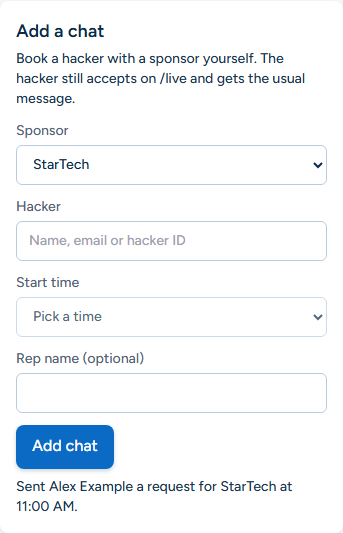 Add a chat
Book a hacker with a sponsor yourself. The
hacker still accepts on /live and gets the usual
message.
Sponsor
StarTech
Hacker
Name, email or hacker ID
Start time
Pick a time
Rep name (optional)
Add chat
Sent Alex Example a request for StarTech at
11:00 AM.